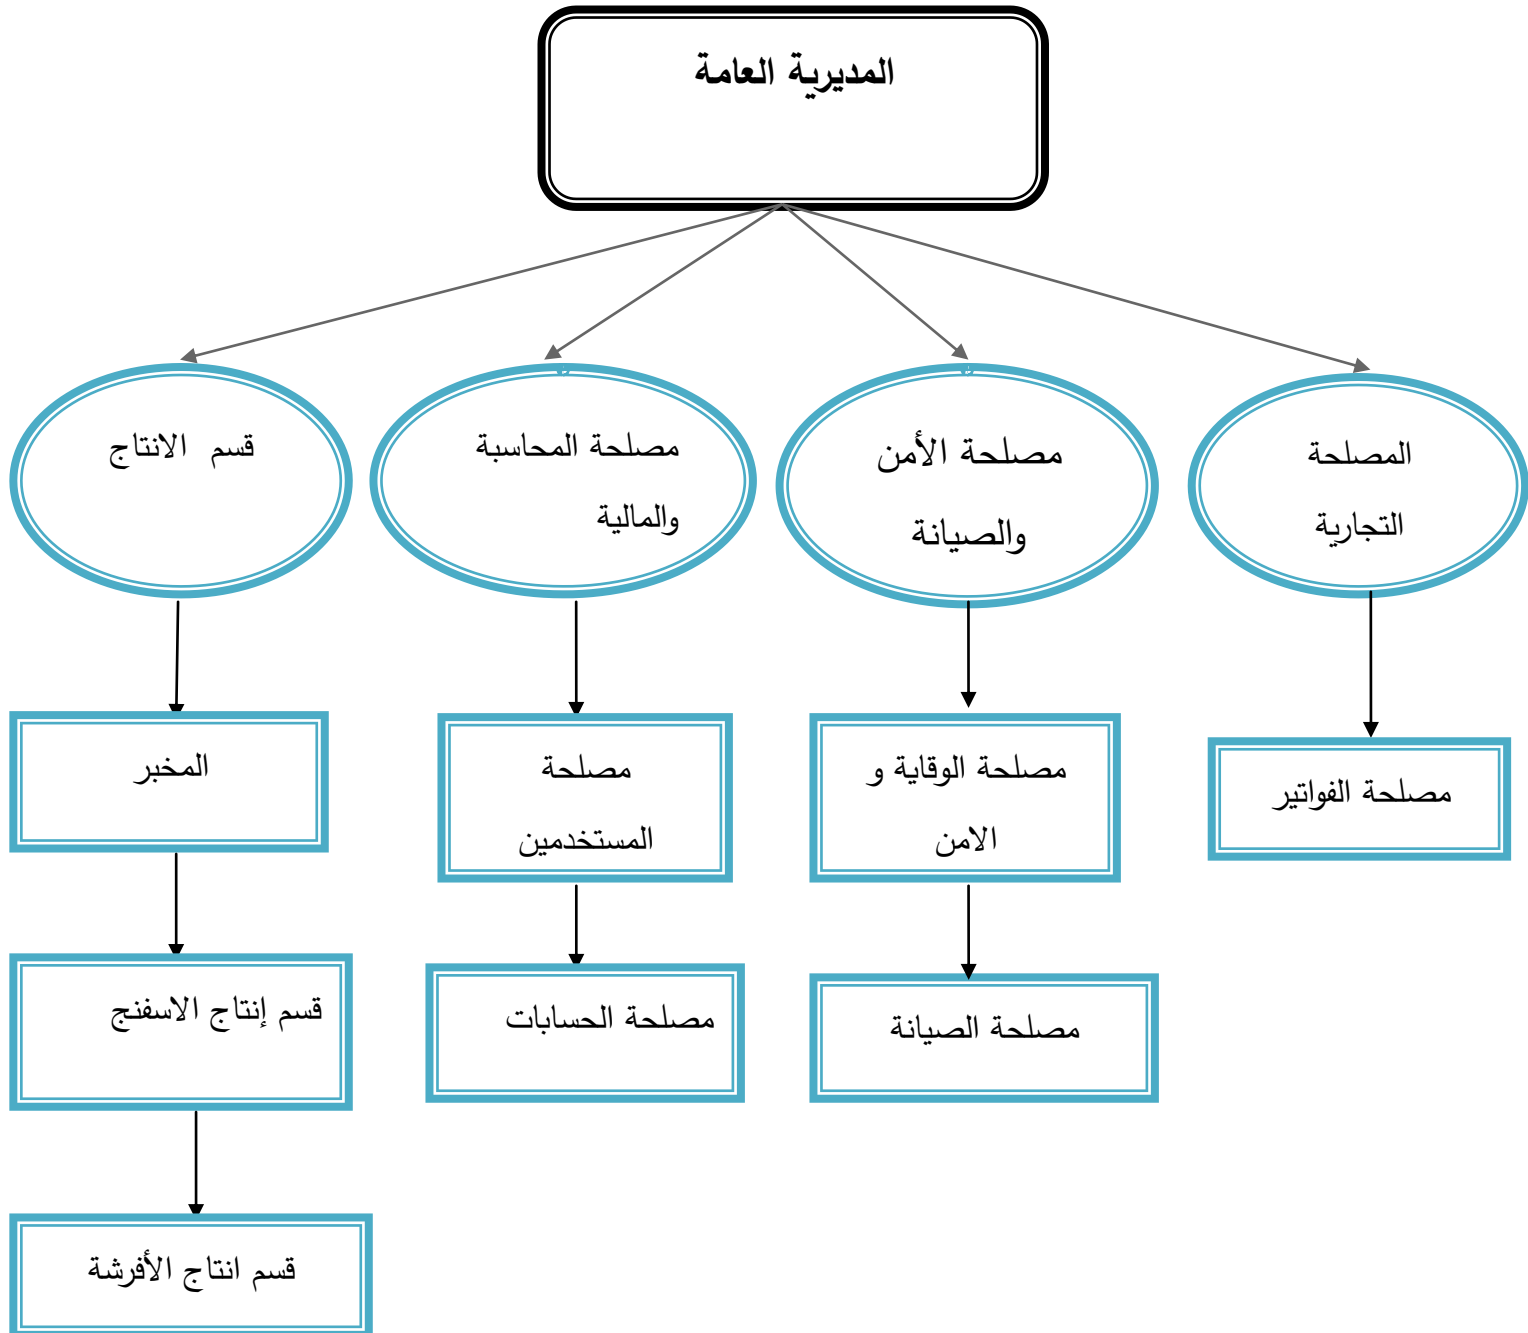 المديرية العامة
المصلحة
التجارية
مصلحة الأمن
والصيانة
مصلحة المحاسبة
والمالية
قسم الانتاج
مصلحة الفواتير
مصلحة الوقاية و
الامن
مصلحة
المستخدمين
المخبر
مصلحة الصيانة
مصلحة الحسابات
قسم إنتاج الاسفنج
قسم انتاج الأفرشة